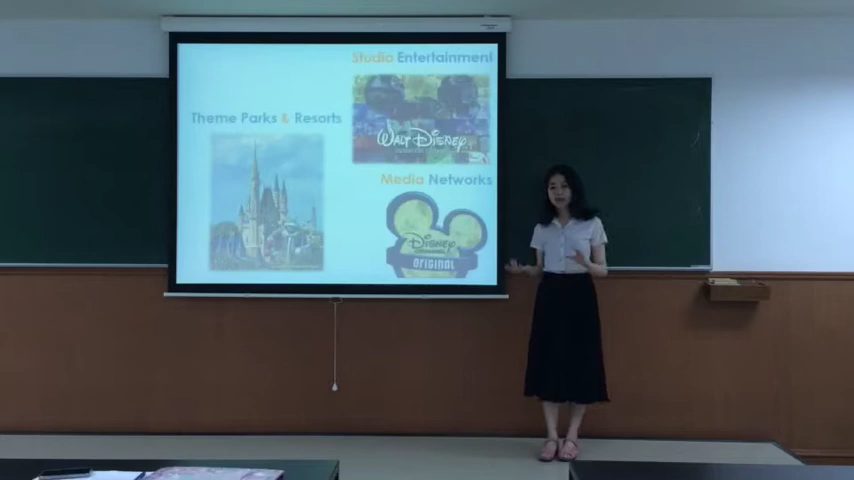 Studio Entertainment
Theme Parks & Resorts
WALT DISNEY
Media Networks
Disney
ORIGINAL